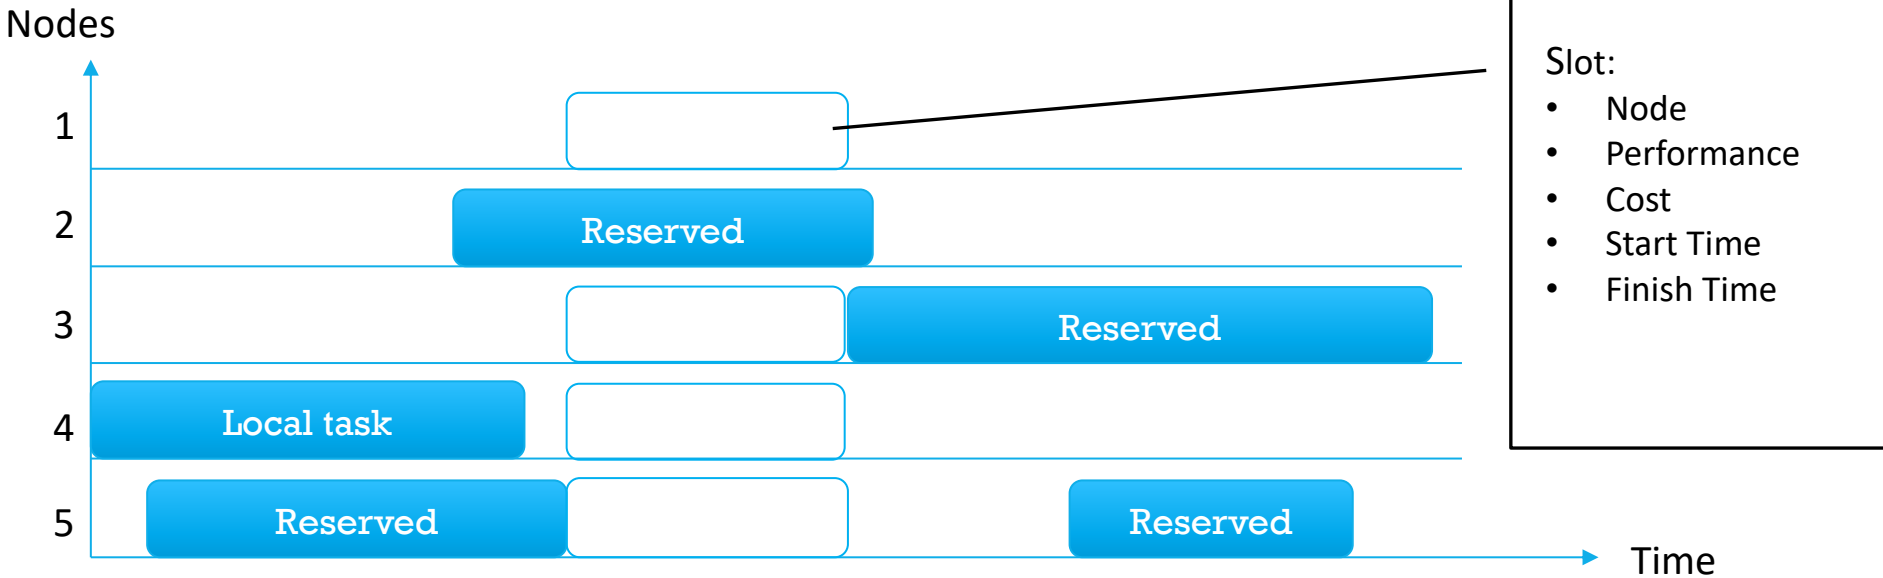 Nodes
1
2
3
4
5
Reserved
Reserved
Local task
Reserved
Reserved
Time
Slot:
• Node
• Performance
• Cost
• Start Time
• Finish Time